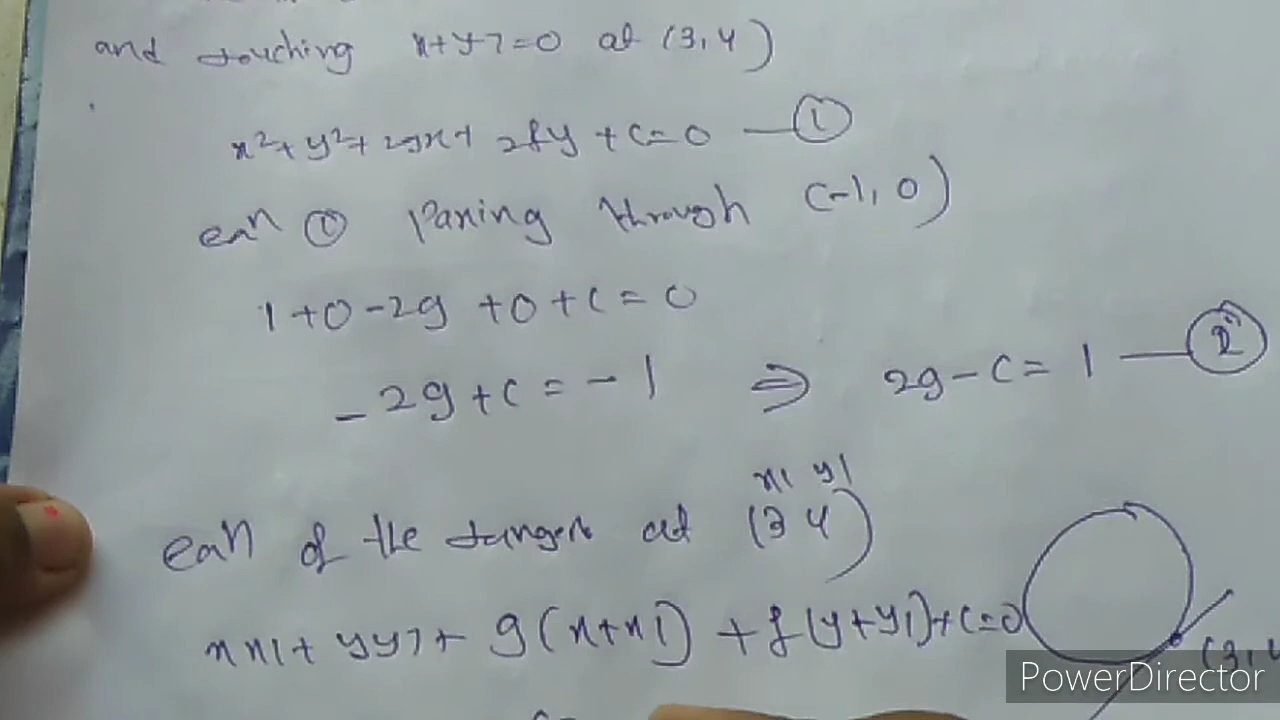 and touching x+y-7=0 at (3,4)
x²+y²+2gx+2fy+c=0 — ①
eqn ① Passing through (-1,0)
1+0-2g+0+c=0
-2g+c=-1 ⇒ 2g-c=1 — ②
x1 y1
eqn of the tangent at (3 4)
xx1+yy1+g(x+x1)+f(y+y1)+c=0
(3,4
PowerDirector